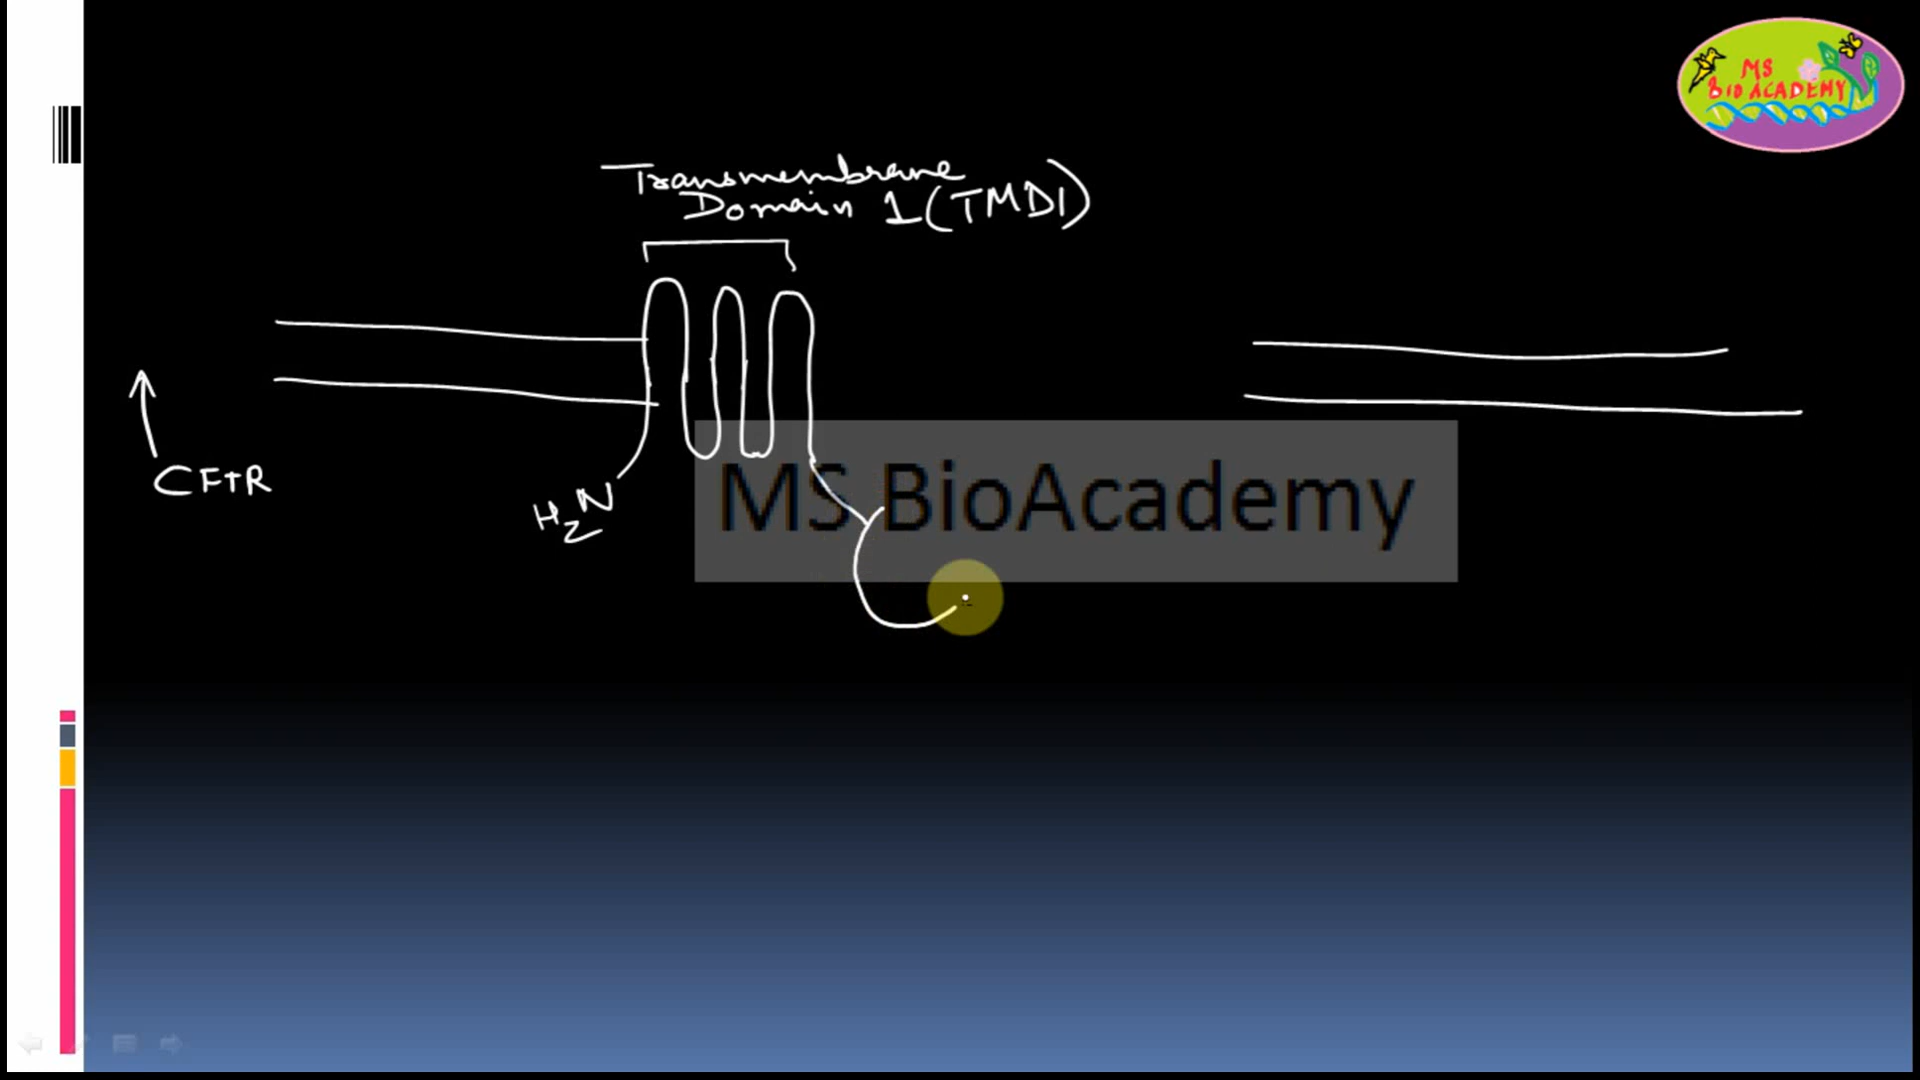 MS
BIO ACADEMY
Transmembrane
Domain 1 (TMD1)
CFTR
H2N
MS BioAcademy